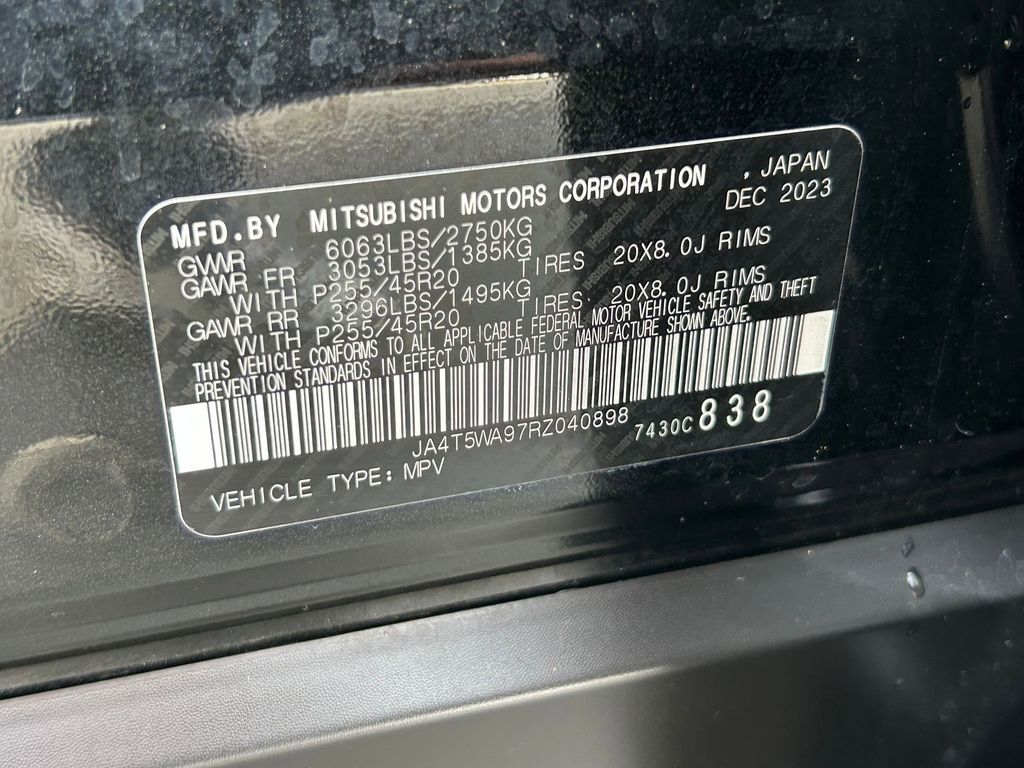 MFD.BY MITSUBISHI MOTORS CORPORATION , JAPAN
DEC 2023
GVWR 6063LBS/2750KG
GAWR FR 3053LBS/1385KG
WITH P255/45R20 TIRES 20X8.0J RIMS
GAWR RR 3296LBS/1495KG
WITH P255/45R20 TIRES, 20X8.0J RIMS
THIS VEHICLE CONFORMS TO ALL APPLICABLE FEDERAL MOTOR VEHICLE SAFETY AND THEFT
PREVENTION STANDARDS IN EFFECT ON THE DATE OF MANUFACTURE SHOWN ABOVE.
JA4T5WA97RZ040898 7430C 838
VEHICLE TYPE: MPV